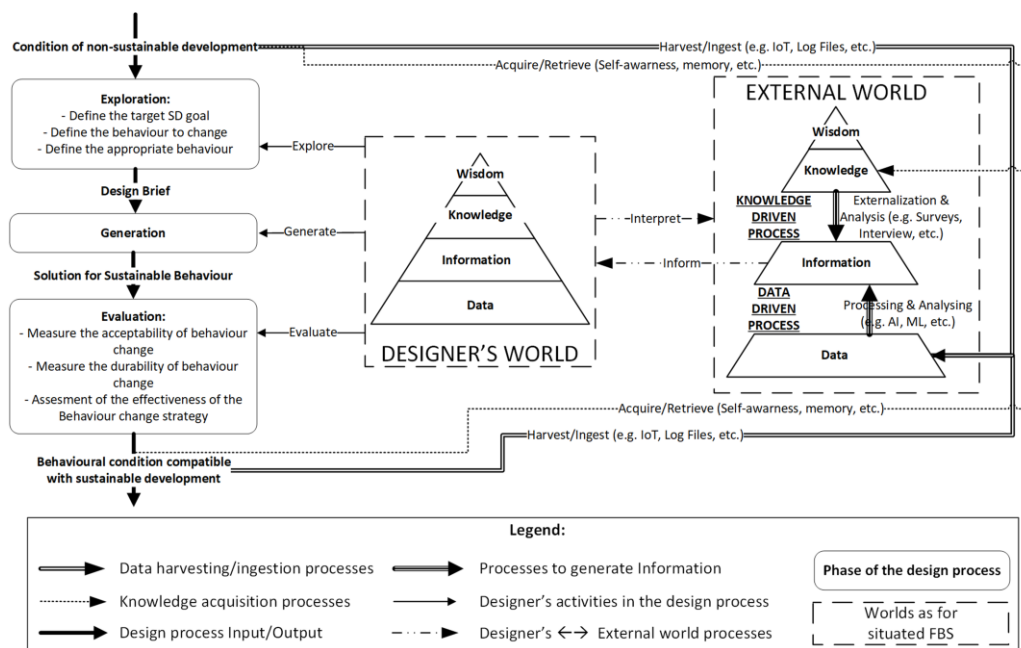 Condition of non-sustainable development
Harvest/Ingest (e.g. IoT, Log Files, etc.)
Acquire/Retrieve (Self-awarness, memory, etc.)
Exploration:
- Define the target SD goal
- Define the behaviour to change
- Define the appropriate behaviour
Design Brief
Generation
Solution for Sustainable Behaviour
Evaluation:
- Measure the acceptability of behaviour
change
- Measure the durability of behaviour
change
- Assesment of the effectiveness of the
Behaviour change strategy
Behavioural condition compatible
with sustainable development
Explore
Generate
Evaluate
Wisdom
Knowledge
Information
Data
DESIGNER'S WORLD
Interpret
Inform
EXTERNAL WORLD
Wisdom
Knowledge
KNOWLEDGE
DRIVEN
PROCESS
Externalization &
Analysis (e.g. Surveys,
Interview, etc.)
Information
DATA
DRIVEN
PROCESS
Processing & Analysing
(e.g. AI, ML, etc.)
Data
Acquire/Retrieve (Self-awarness, memory, etc.)
Harvest/Ingest (e.g. IoT, Log Files, etc.)
Legend:
Data harvesting/ingestion processes
Knowledge acquisition processes
Design process Input/Output
Processes to generate Information
Designer's activities in the design process
Designer's ←→ External world processes
Phase of the design process
Worlds as for
situated FBS